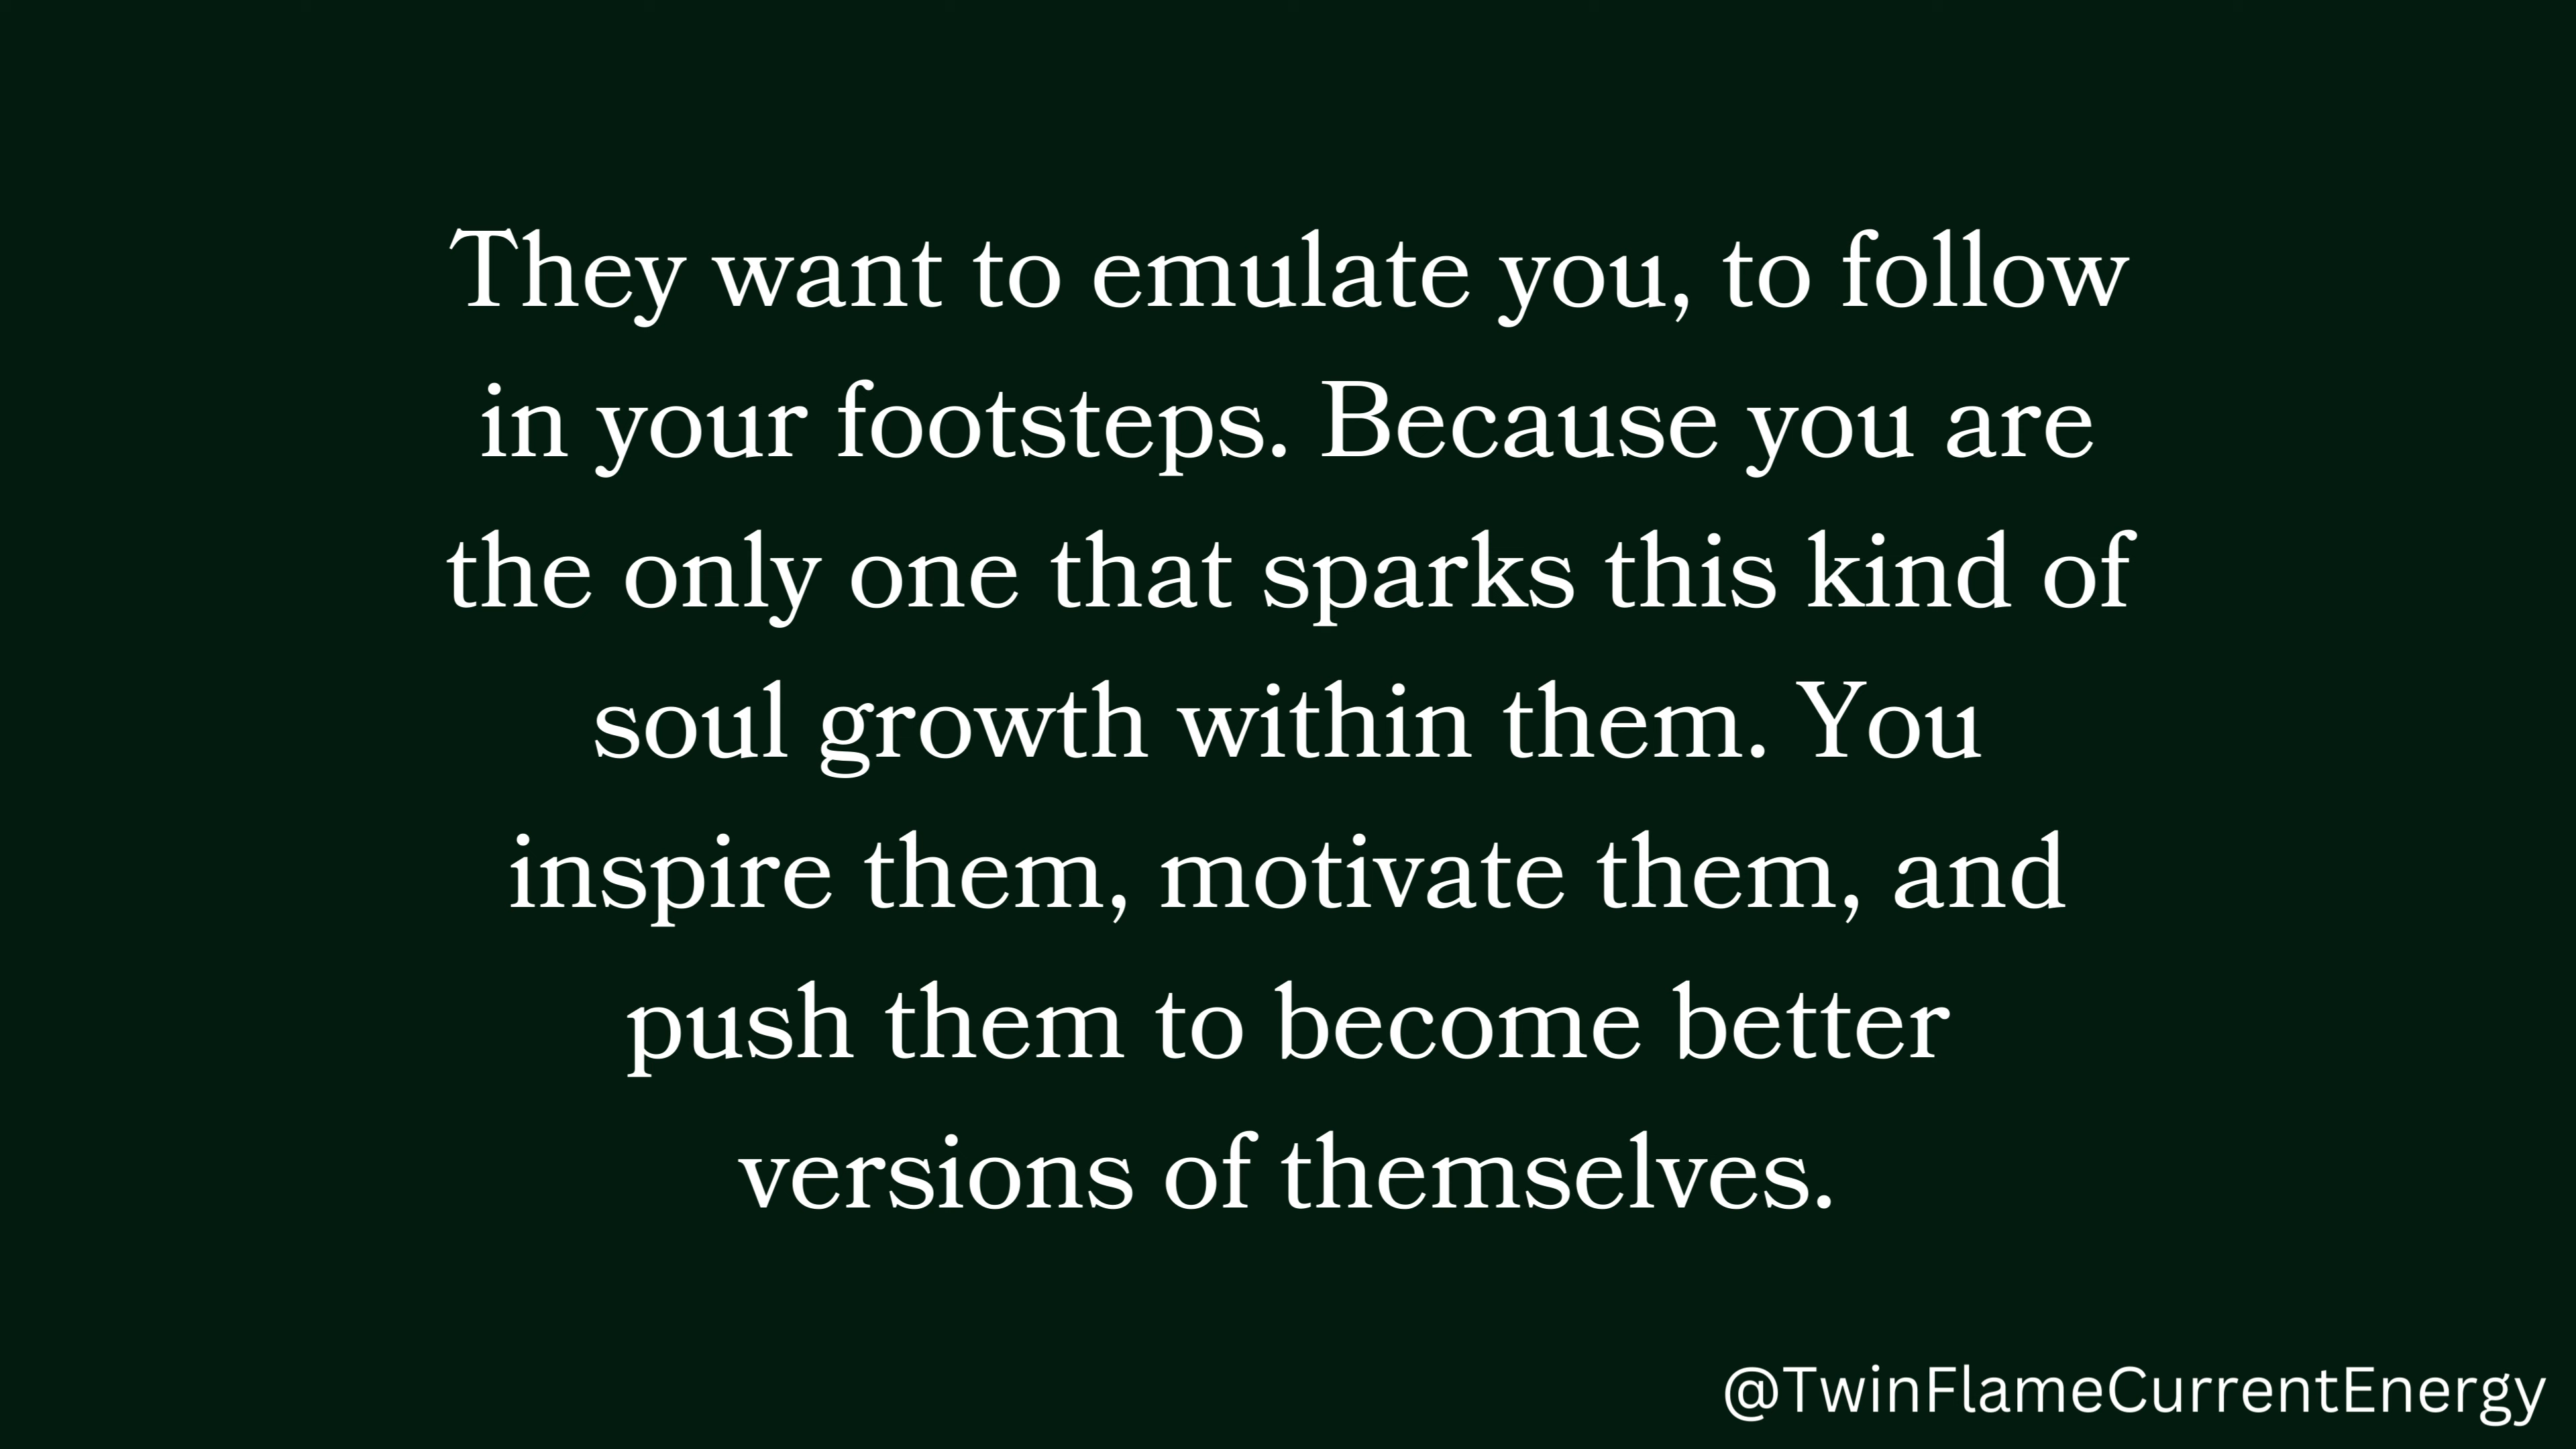 They want to emulate you, to follow
in your footsteps. Because you are
the only one that sparks this kind of
soul growth within them. You
inspire them, motivate them, and
push them to become better
versions of themselves.
@TwinFlameCurrentEnergy